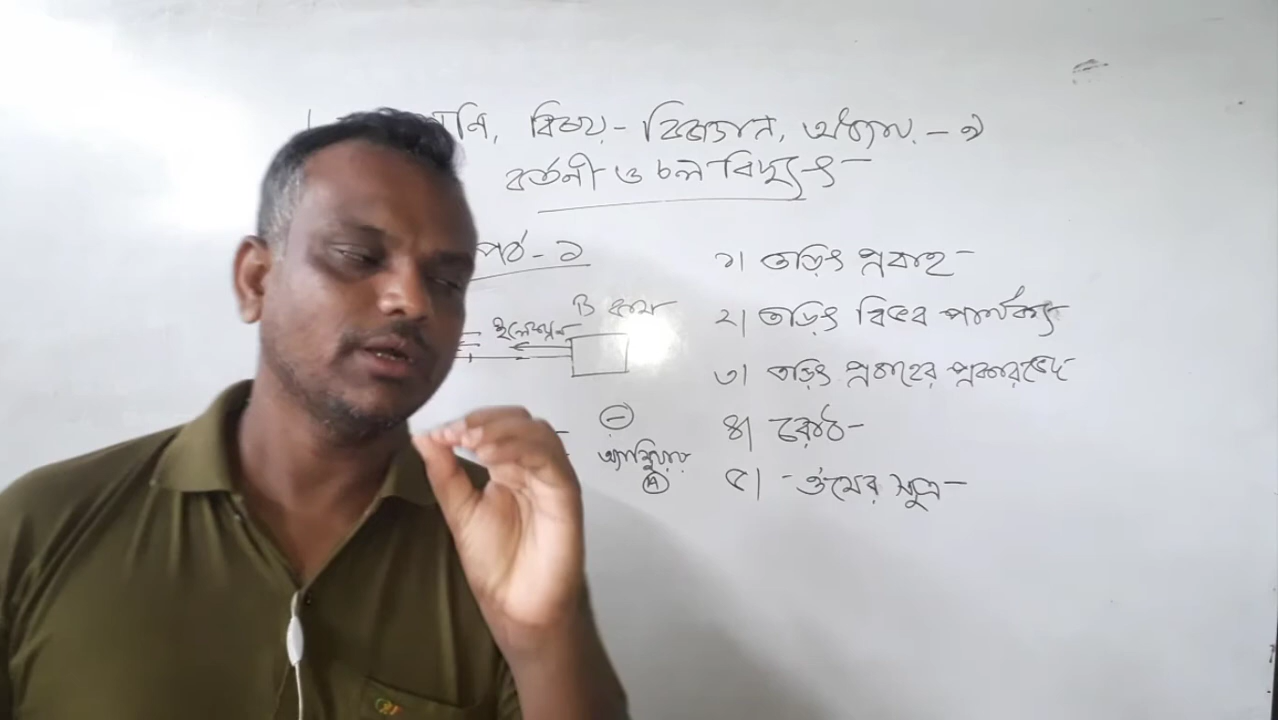 বিষয় - বিজ্ঞান, অধ্যায় - ৯
বর্তনী ও চল বিদ্যুৎ
পর্ব - ১
B বস্তু
ইলেকট্রন
অ্যাম্পিয়ার
A
১। তড়িৎ প্রবাহ
২। তড়িৎ বিভব পার্থক্য
৩। তড়িৎ প্রবাহের প্রকারভেদ
৪। রোধ
৫। ওমের সূত্র